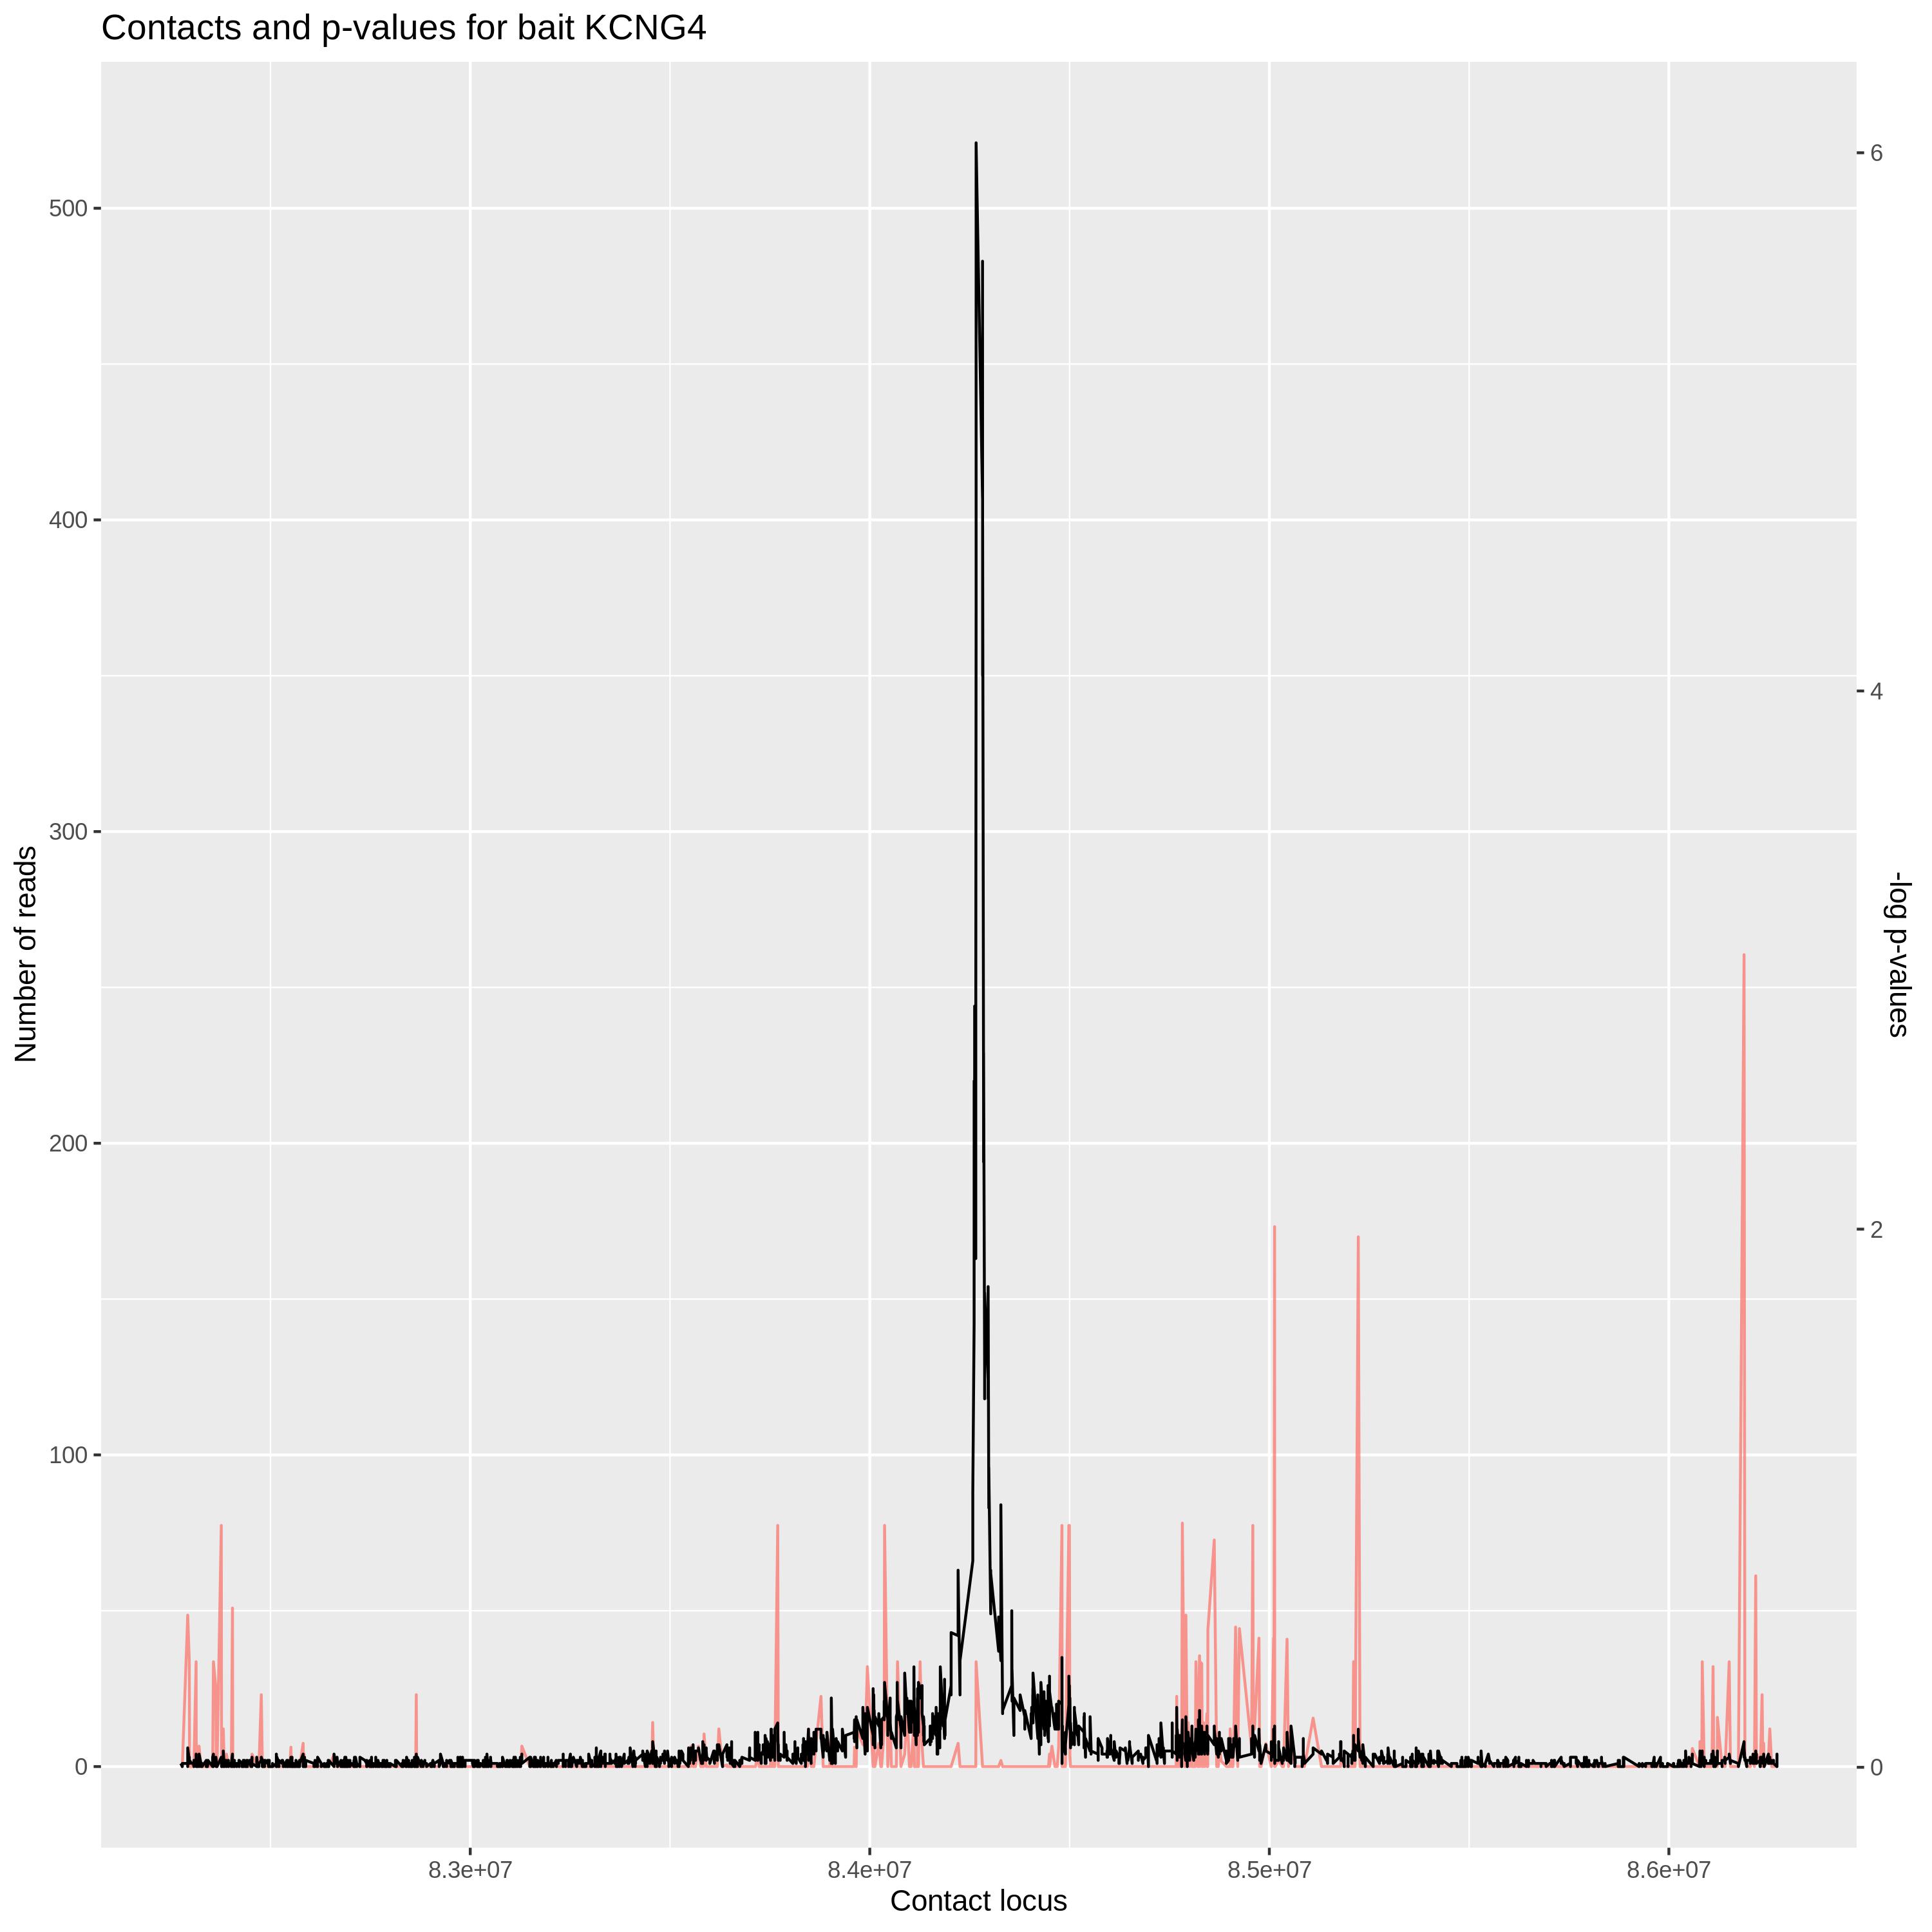 Contacts and p-values for bait KCNG4
500
400
300
200
100
0
Number of reads
6
4
2
0
-log p-values
8.3e+07
8.4e+07
8.5e+07
8.6e+07
Contact locus